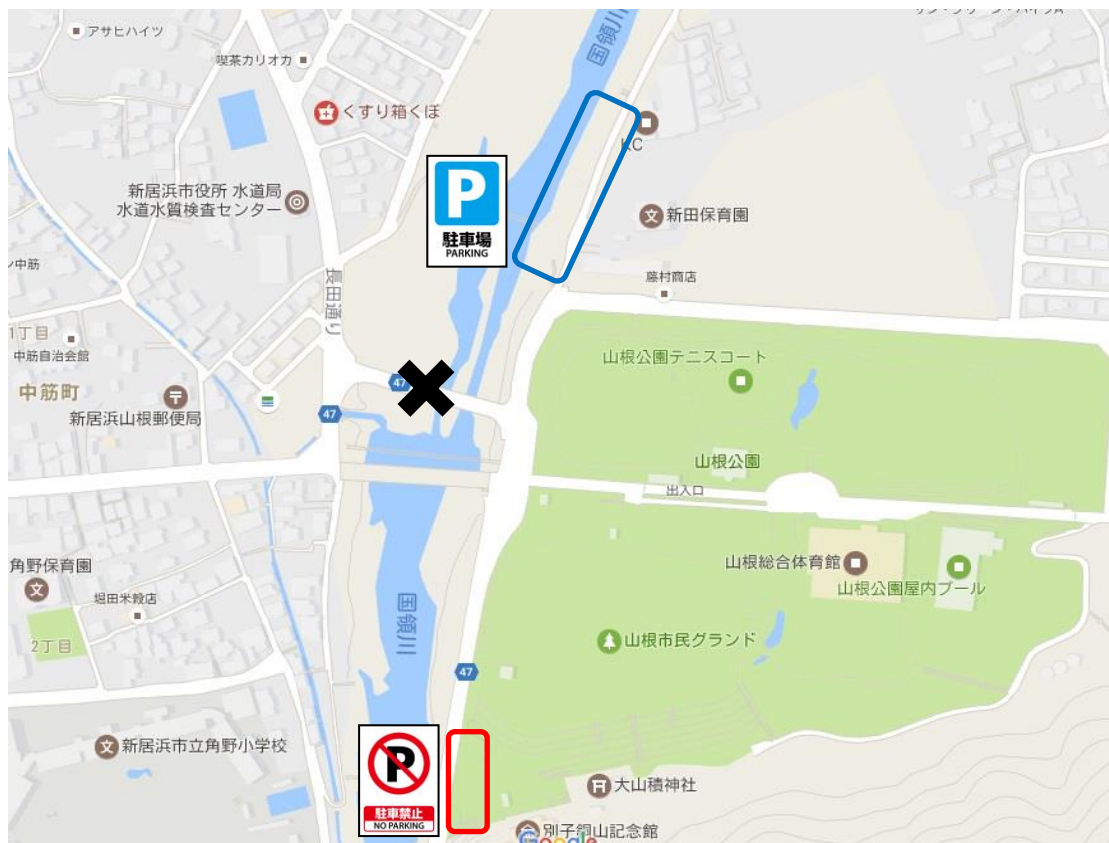 アサヒハイツ
喫茶カリオカ
くすり箱くぼ
国領川
KC
新居浜市役所 水道局
水道水質検査センター
P
駐車場
PARKING
新田保育園
ン中筋
長田通り
藤村商店
1丁目
中筋自治会館
中筋町
新居浜山根郵便局
47
47
山根公園テニスコート
山根公園
出入口
角野保育園
堀田米穀店
2丁目
国領川
山根総合体育館
山根公園屋内プール
山根市民グランド
47
新居浜市立角野小学校
P
駐車禁止
NO PARKING
大山積神社
別子銅山記念館
Google